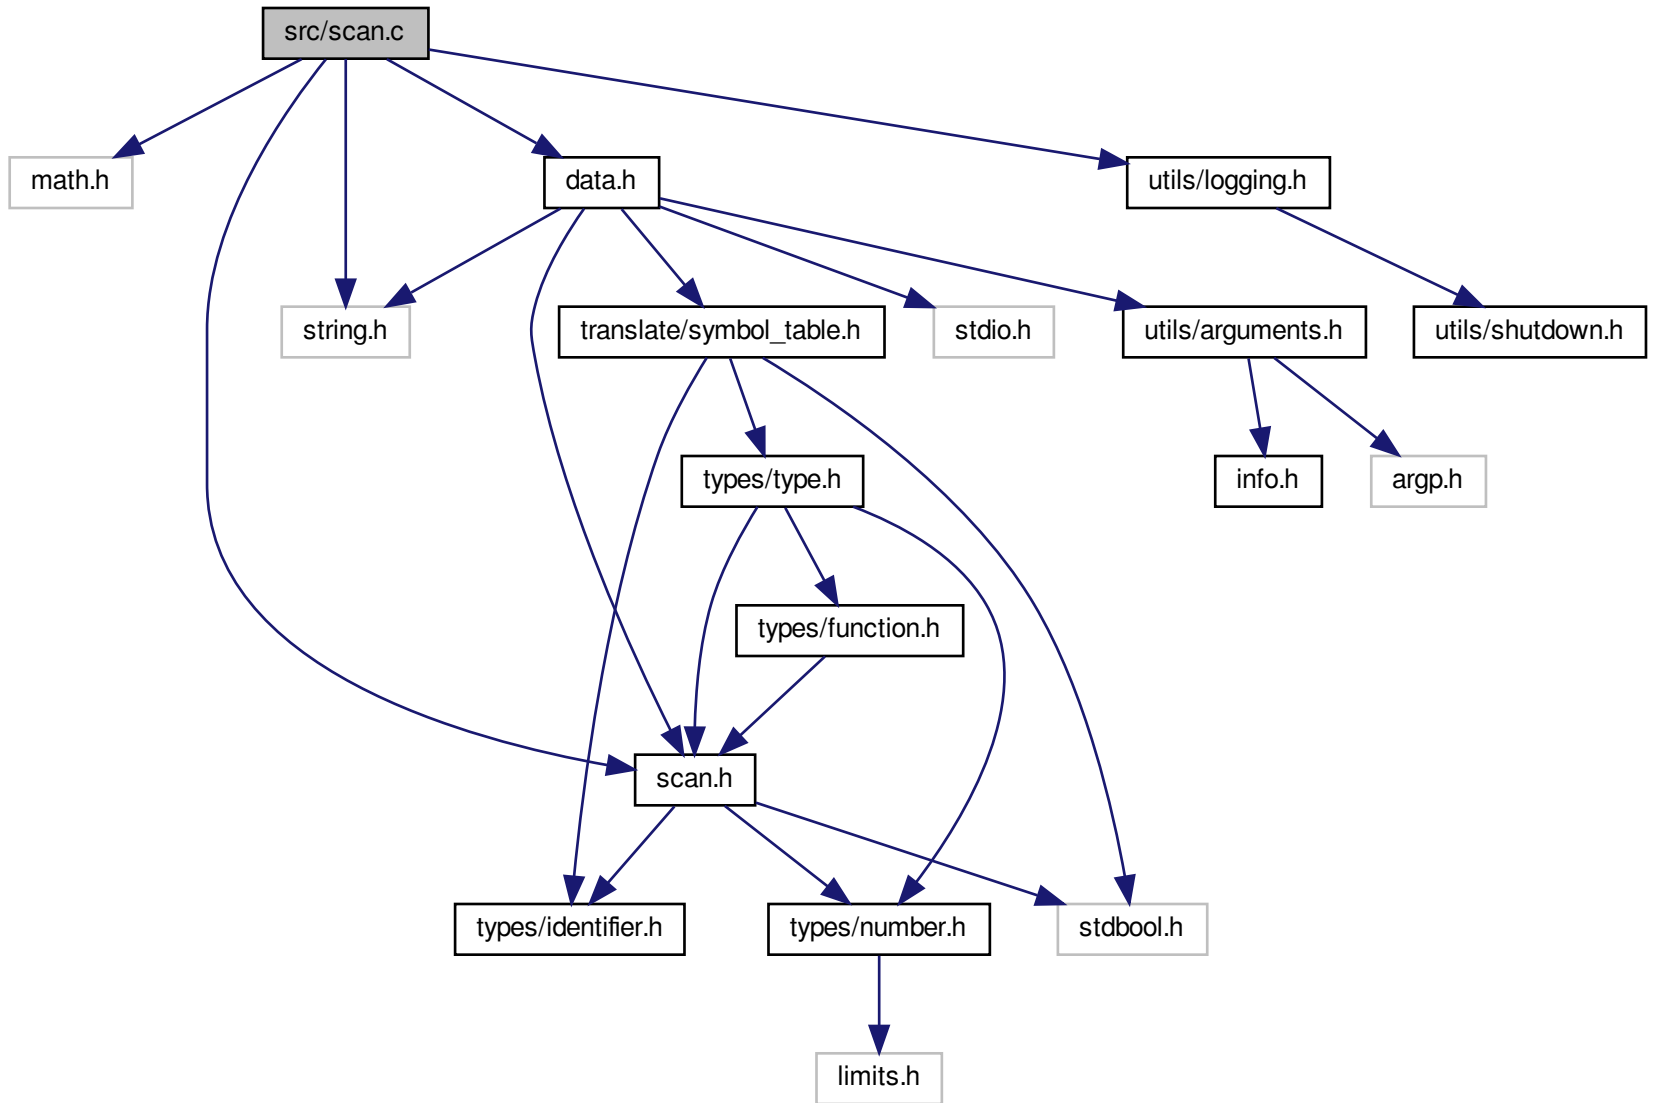 src/scan.c
math.h
data.h
utils/logging.h
string.h
translate/symbol_table.h
stdio.h
utils/arguments.h
utils/shutdown.h
types/type.h
info.h
argp.h
types/function.h
scan.h
types/identifier.h
types/number.h
stdbool.h
limits.h